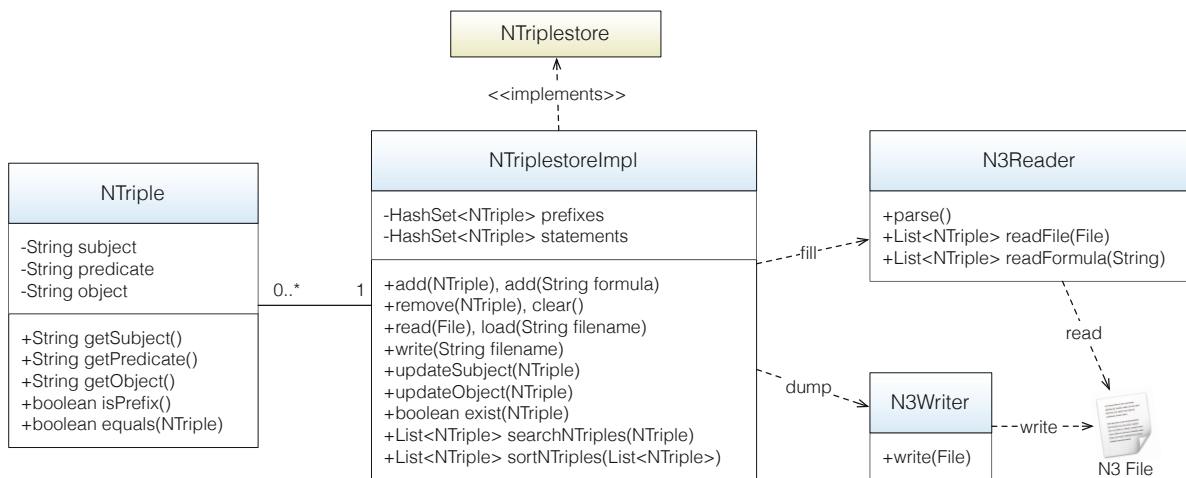 NTriplestore
<<implements>>
NTriple
-String subject
-String predicate
-String object
+String getSubject()
+String getPredicate()
+String getObject()
+boolean isPrefix()
+boolean equals(NTriple)
0..*
1
NTriplestoreImpl
-HashSet<NTriple> prefixes
-HashSet<NTriple> statements
+add(NTriple), add(String formula)
+remove(NTriple), clear()
+read(File), load(String filename)
+write(String filename)
+updateSubject(NTriple)
+updateObject(NTriple)
+boolean exist(NTriple)
+List<NTriple> searchNTriples(NTriple)
+List<NTriple> sortNTriples(List<NTriple>)
fill
dump
N3Reader
+parse()
+List<NTriple> readFile(File)
+List<NTriple> readFormula(String)
read
N3Writer
+write(File)
write
N3 File